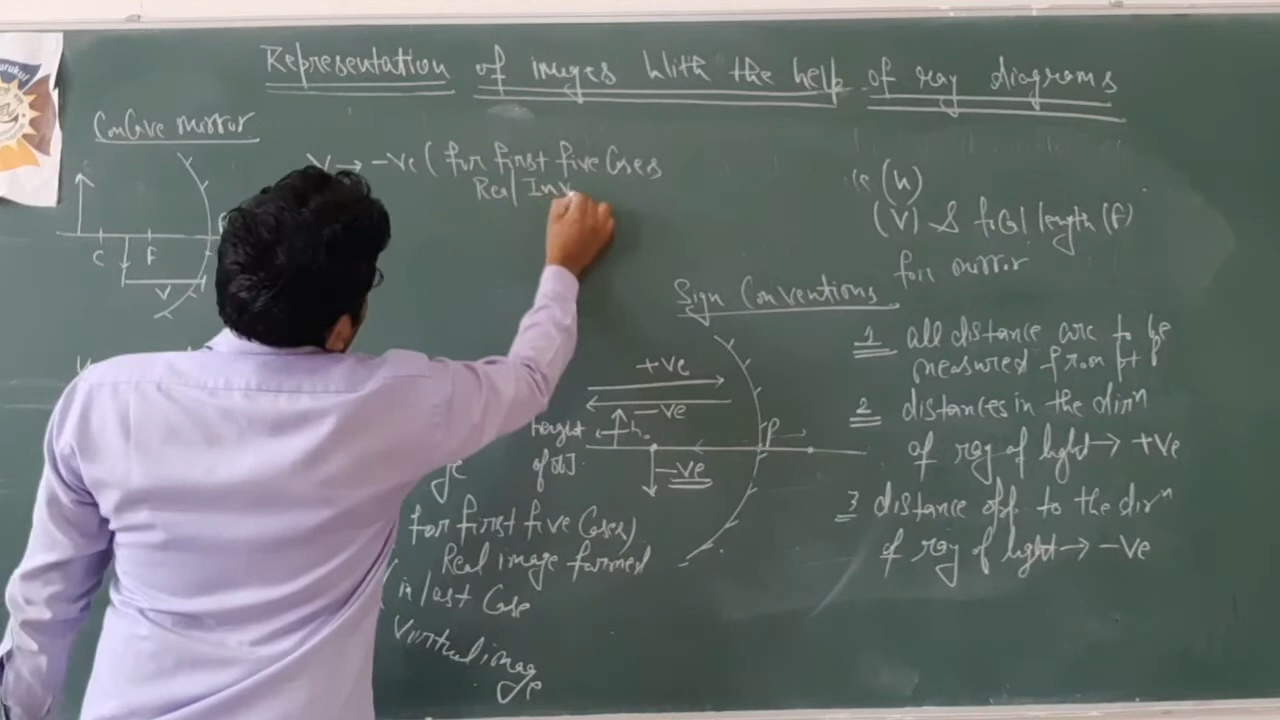 Representation of images With the help of ray diagrams
Concave mirror
C F
V
V → -Ve ( for first five Cases
Real Inv
(u)
(V) & focal length (f)
for mirror
Sign Conventions
1 all distance are to be
measured from pt P
2 distances in the dirⁿ
of ray of light → +Ve
3 distance opp. to the dirⁿ
of ray of light → -Ve
+Ve
-Ve
h
P
-Ve
height
of obj.
for first five Cases)
Real image formed
( in last Case
Virtual image